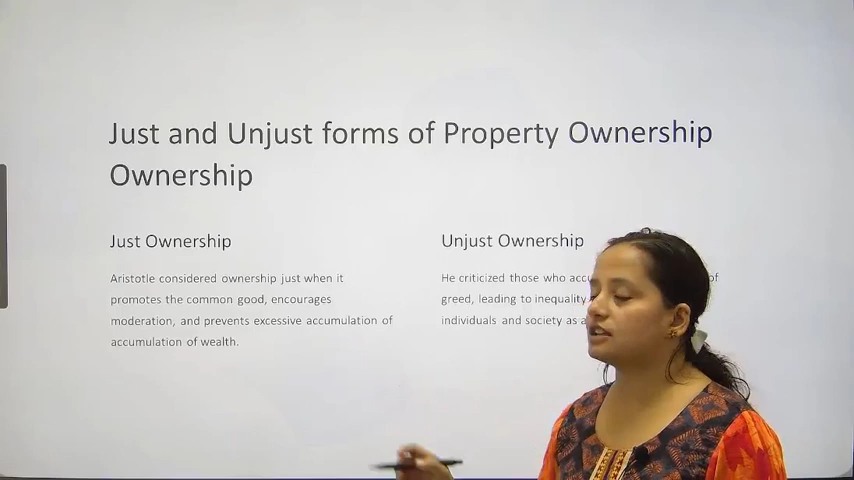 Just and Unjust forms of Property Ownership
Ownership
Just Ownership
Aristotle considered ownership just when it
promotes the common good, encourages
moderation, and prevents excessive accumulation of
accumulation of wealth.
Unjust Ownership
He criticized those who of
greed, leading to inequality
individuals and society as